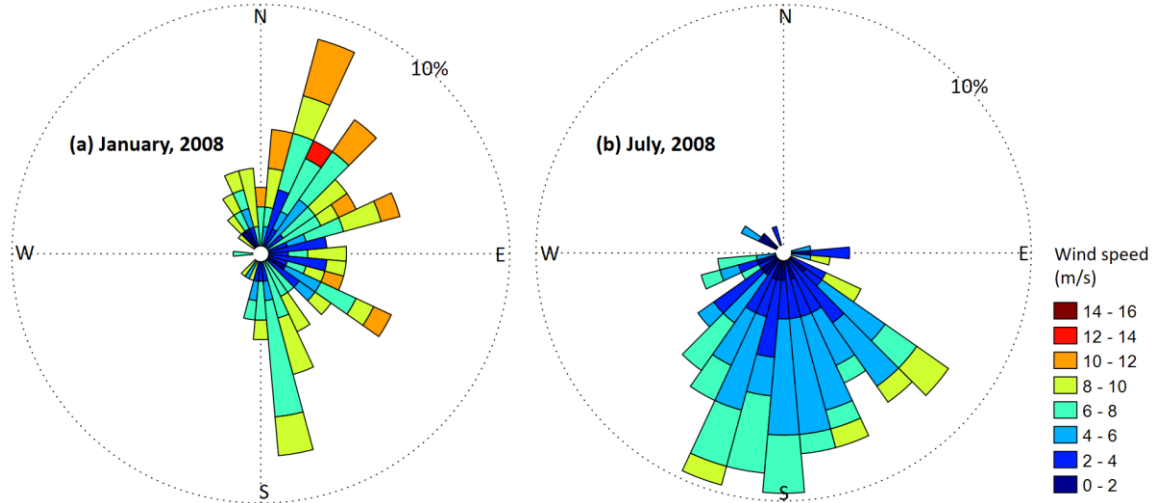 N
10%
(a) January, 2008
W
E
S
N
10%
(b) July, 2008
W
E
S
Wind speed
(m/s)
14 - 16
12 - 14
10 - 12
8 - 10
6 - 8
4 - 6
2 - 4
0 - 2